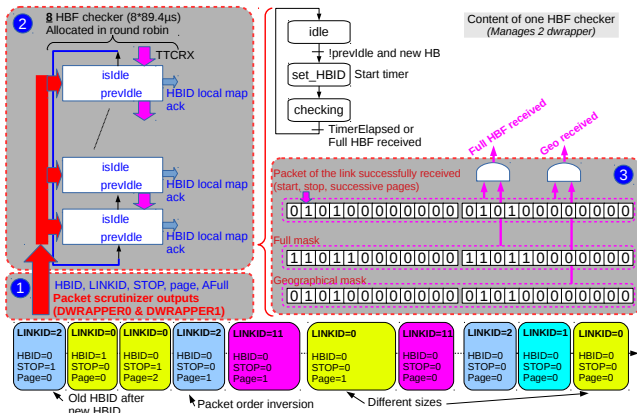 2
8 HBF checker (8*89.4µs)
Allocated in round robin
TTCRX
isIdle
prevIdle
HBID local map
ack
isIdle
prevIdle
HBID local map
ack
isIdle
prevIdle
HBID local map
ack
1
HBID, LINKID, STOP, page, AFull
Packet scrutinizer outputs
(DWRAPPER0 & DWRAPPER1)
idle
!prevIdle and new HB
set_HBID
Start timer
checking
TimerElapsed or
Full HBF received
Content of one HBF checker
(Manages 2 dwrapper)
Full HBF received
Geo received
3
Packet of the link successfully received
(start, stop, successive pages)
0 1 0 1 0 0 0 0 0 0 0 0 0 1 0 1 0 0 0 0 0 0 0 0
Full mask
1 1 0 1 1 0 0 0 0 0 0 0 1 1 0 1 1 0 0 0 0 0 0 0
Geographical mask
0 1 0 1 0 0 0 0 0 0 0 0 0 1 0 1 0 0 0 0 0 0 0 0
LINKID=2 LINKID=0 LINKID=0 LINKID=2 LINKID=11 LINKID=0 LINKID=11 LINKID=2 LINKID=1 LINKID=0
HBID=0 HBID=1 HBID=0 HBID=0 HBID=0 HBID=0 HBID=0 HBID=0 HBID=0 HBID=0
STOP=1 STOP=0 STOP=1 STOP=0 STOP=0 STOP=0 STOP=0 STOP=0 STOP=0 STOP=0
Page=0 Page=0 Page=2 Page=1 Page=1 Page=1 Page=0 Page=0 Page=0 Page=0
Old HBID after
new HBID
Packet order inversion
Different sizes